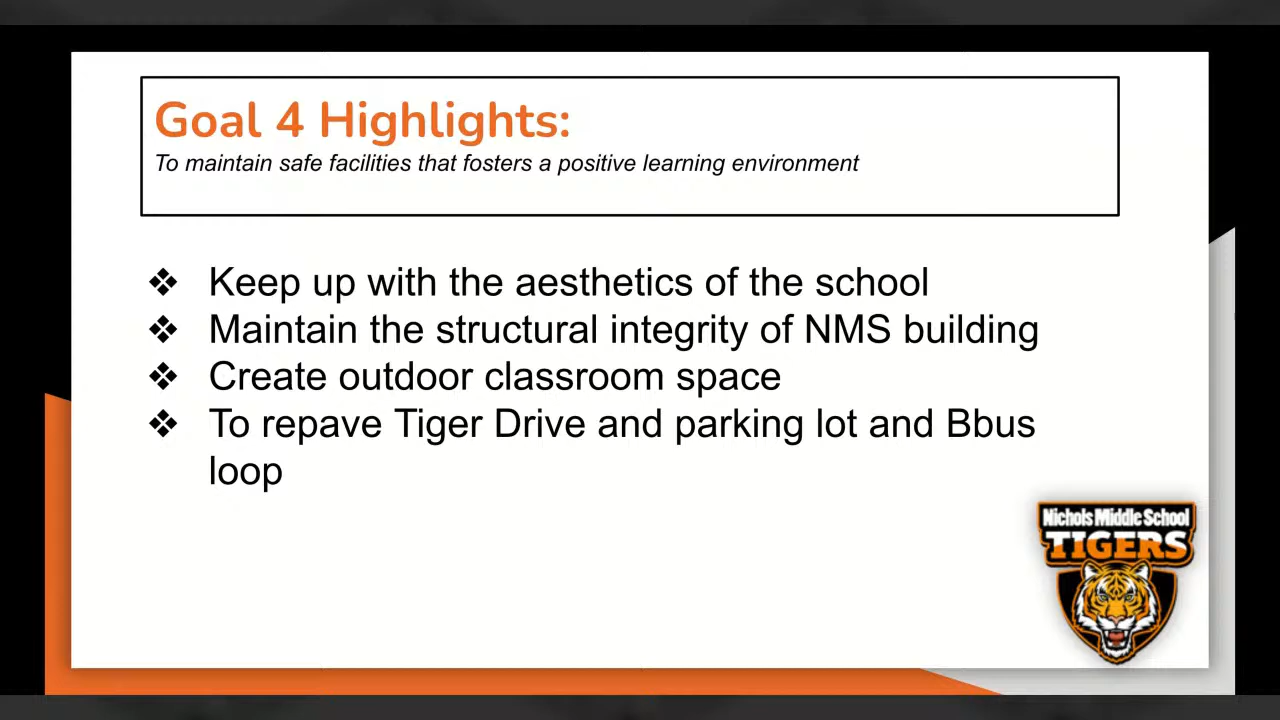 Goal 4 Highlights:
To maintain safe facilities that fosters a positive learning environment
❖ Keep up with the aesthetics of the school
❖ Maintain the structural integrity of NMS building
❖ Create outdoor classroom space
❖ To repave Tiger Drive and parking lot and Bbus
loop
Nichols Middle School
TIGERS